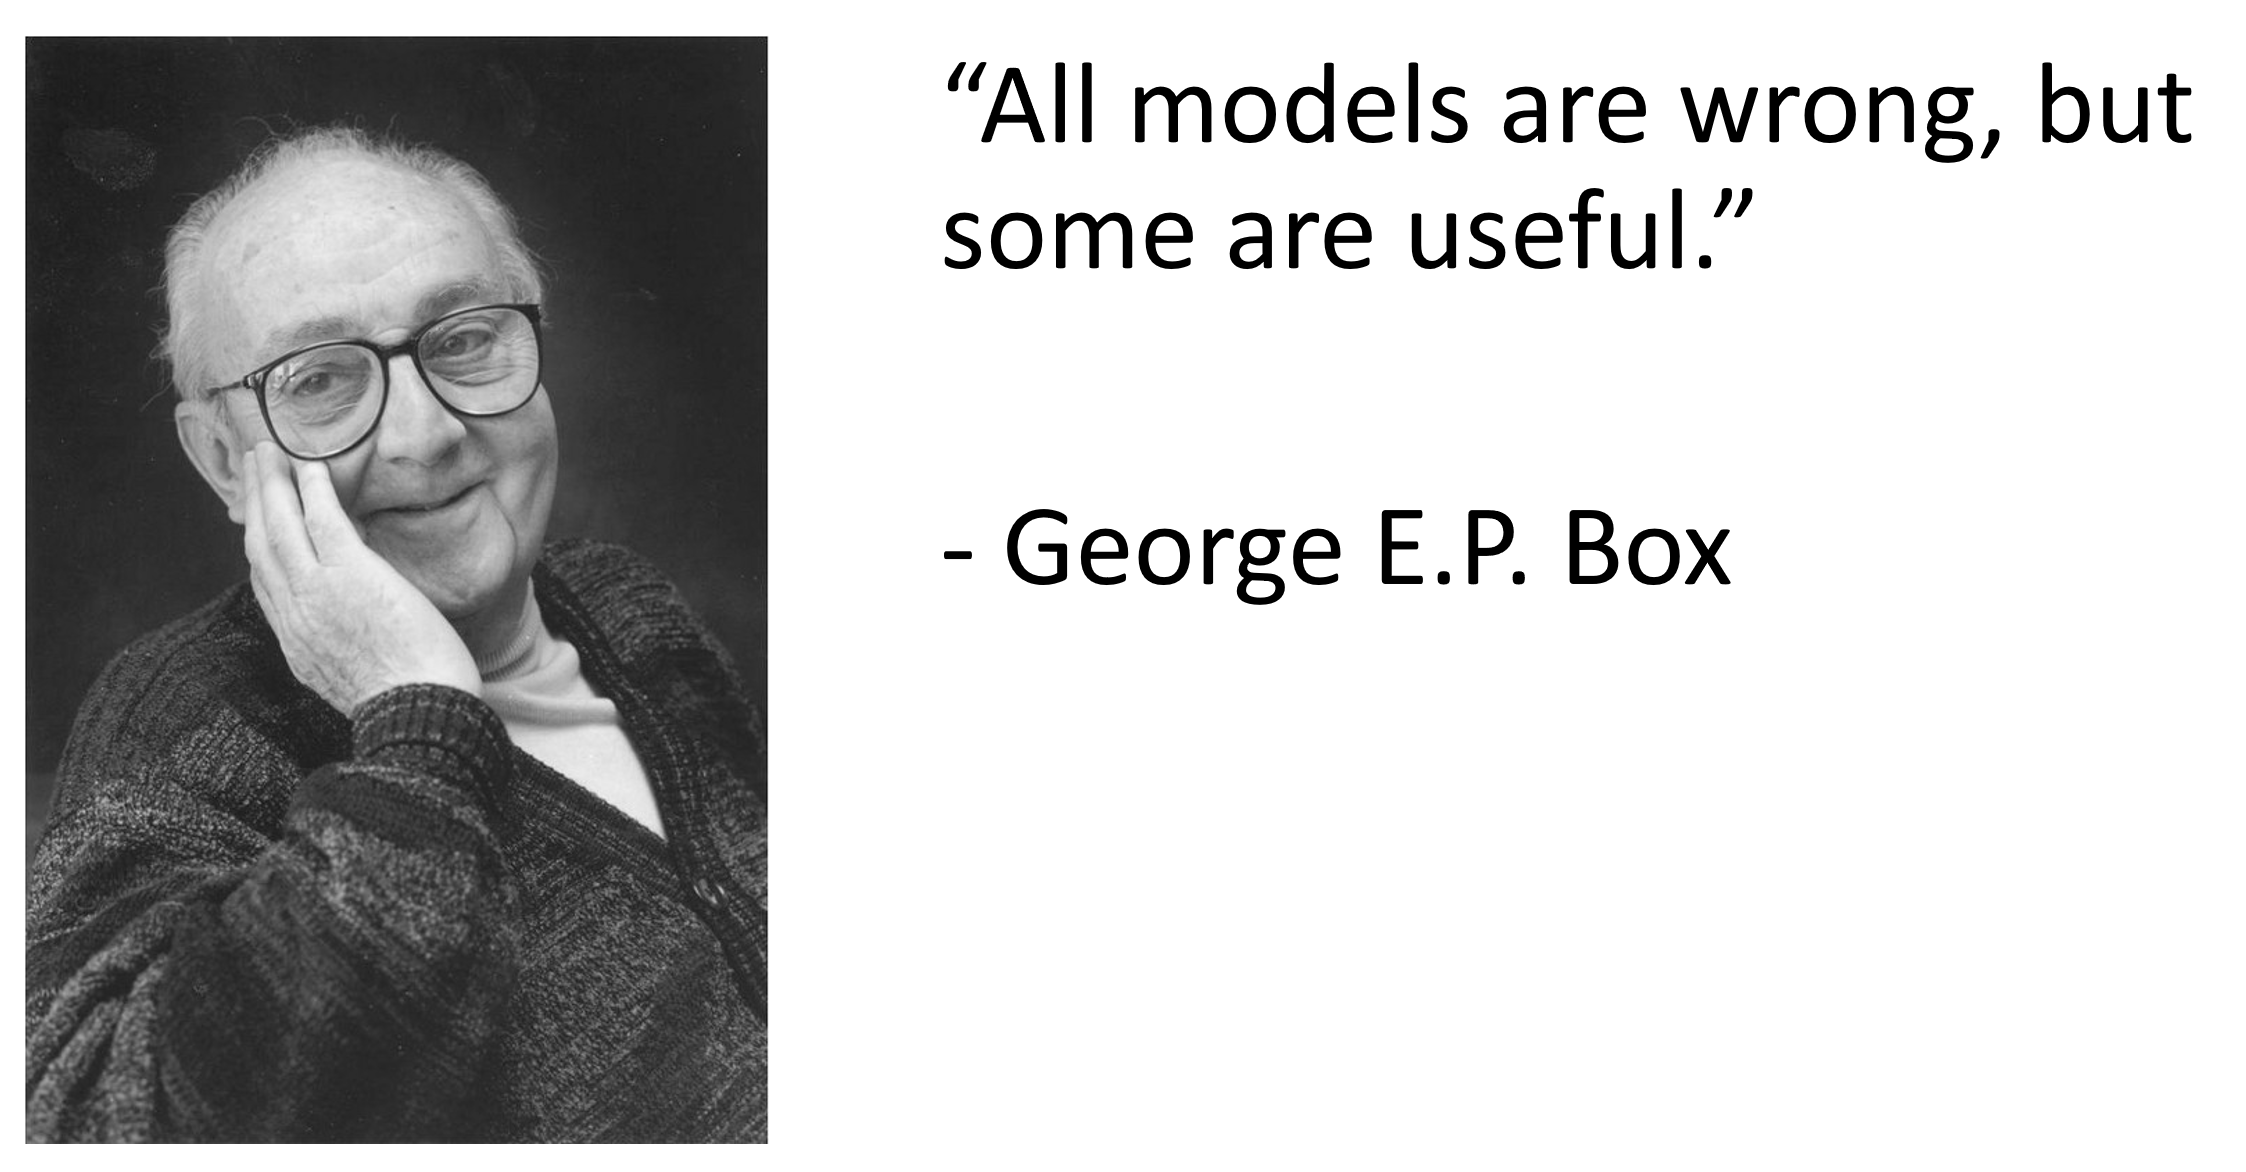 “All models are wrong, but
some are useful.”
- George E.P. Box